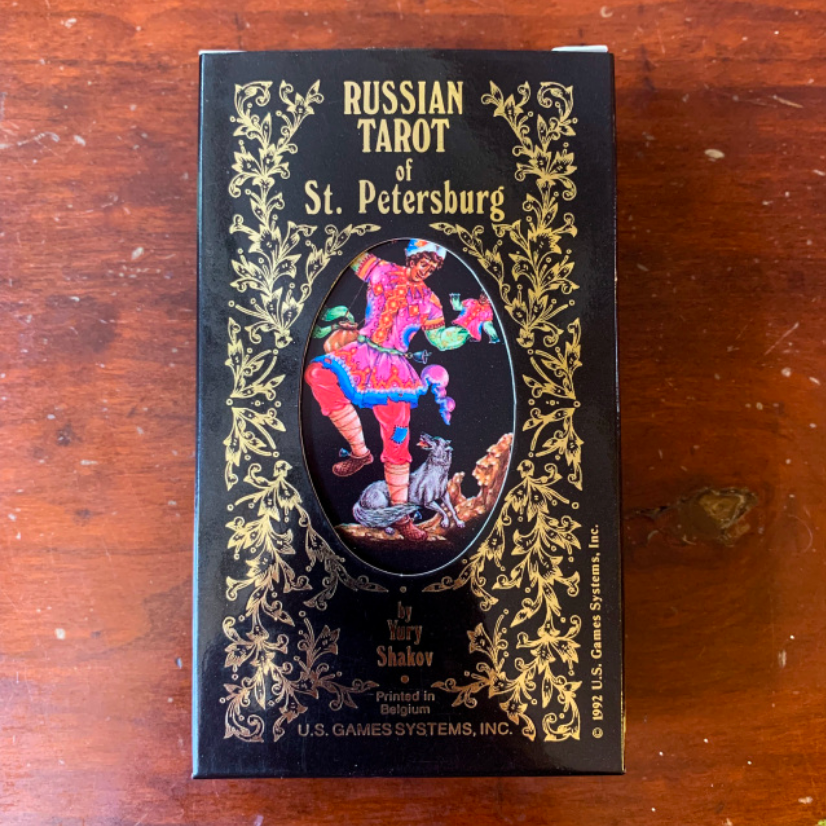 RUSSIAN
TAROT
of
St. Petersburg
by
Yury
Shakov
Printed in
Belgium
U.S. GAMES SYSTEMS, INC.
© 1992 U.S. Games Systems, Inc.